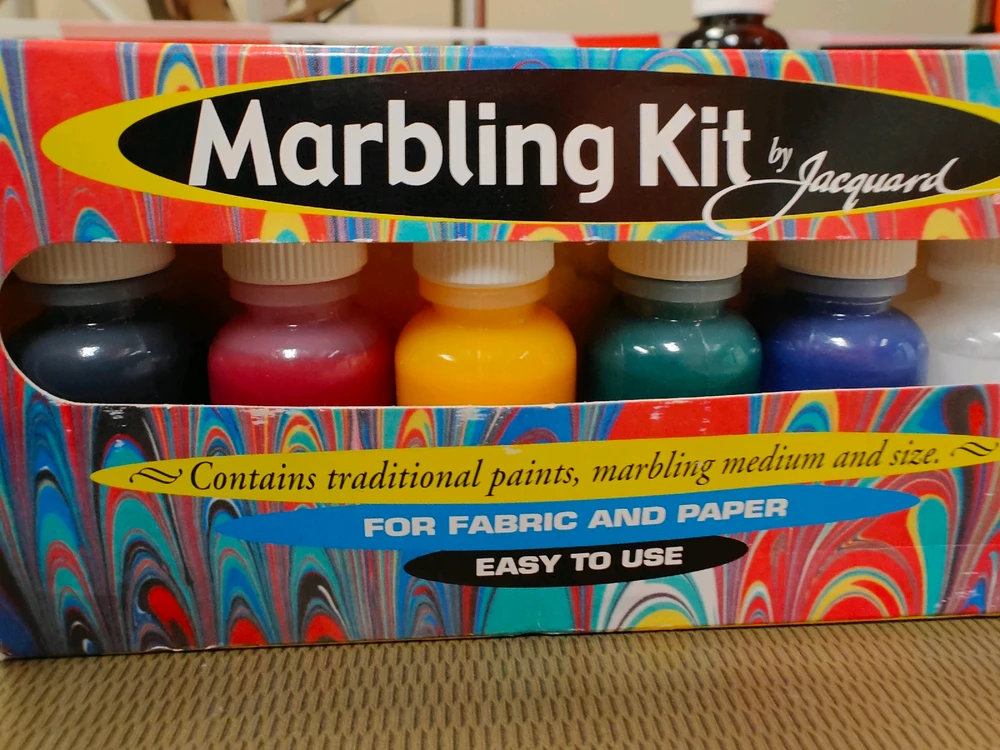 Marbling Kit by Jacquard
Contains traditional paints, marbling medium and size.
FOR FABRIC AND PAPER
EASY TO USE